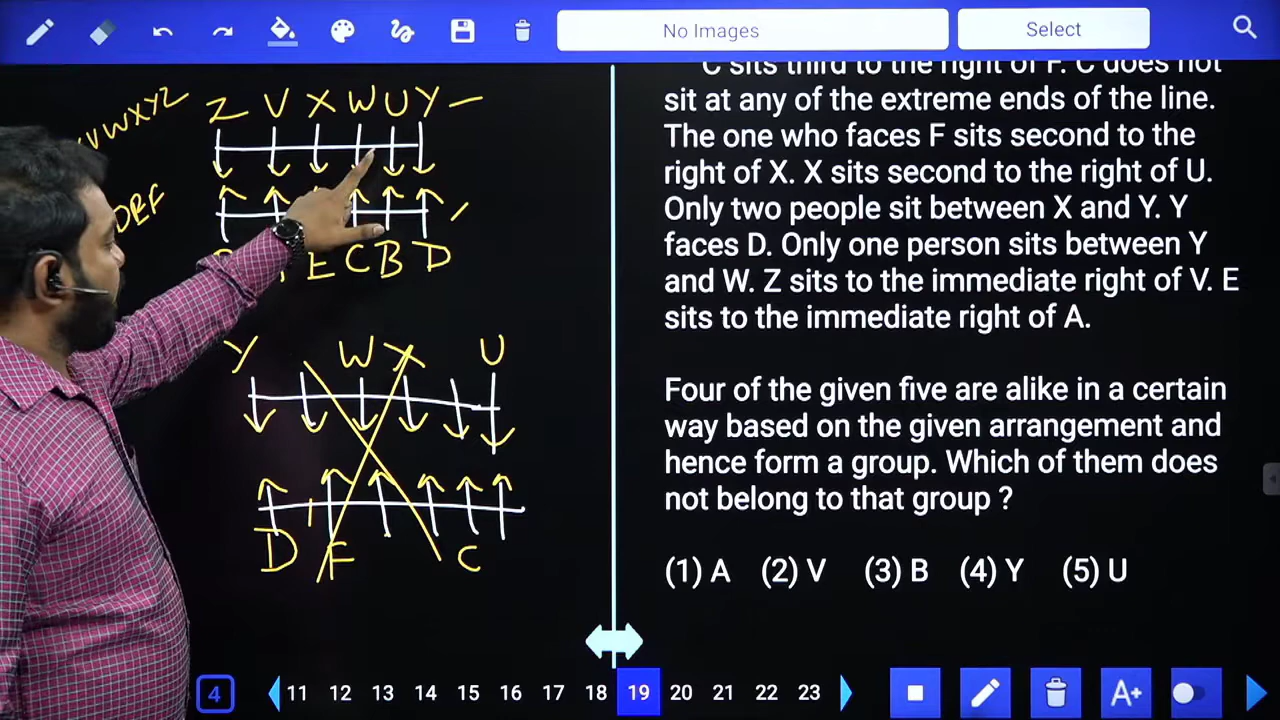 No Images
Select
Z V X W U Y
E C B D
Y W X U
D F C
C sits third to the right of F. C does not
sit at any of the extreme ends of the line.
The one who faces F sits second to the
right of X. X sits second to the right of U.
Only two people sit between X and Y. Y
faces D. Only one person sits between Y
and W. Z sits to the immediate right of V. E
sits to the immediate right of A.
Four of the given five are alike in a certain
way based on the given arrangement and
hence form a group. Which of them does
not belong to that group ?
(1) A (2) V (3) B (4) Y (5) U
4 11 12 13 14 15 16 17 18 19 20 21 22 23 A+